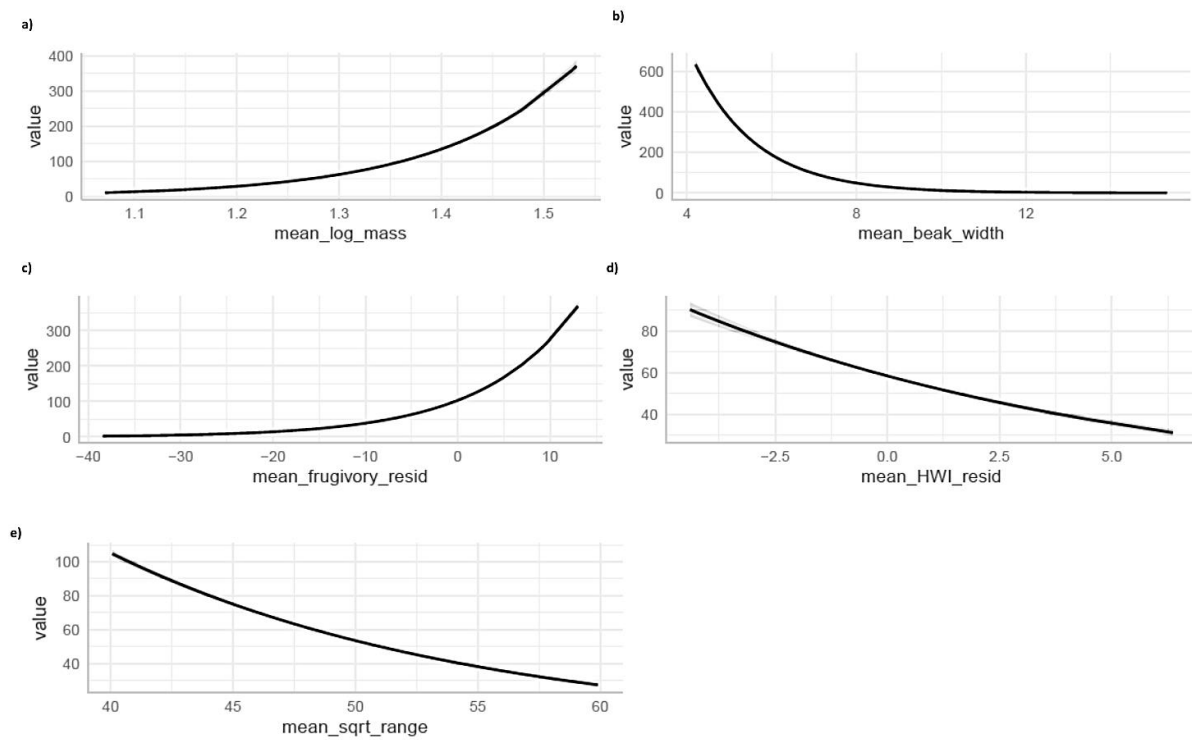 a)
400
300
200
100
0
value
1.1 1.2 1.3 1.4 1.5
mean_log_mass
b)
600
400
200
0
value
4 8 12
mean_beak_width
c)
300
200
100
0
value
−40 −30 −20 −10 0 10
mean_frugivory_resid
d)
80
60
40
value
−2.5 0.0 2.5 5.0
mean_HWI_resid
e)
100
80
60
40
value
40 45 50 55 60
mean_sqrt_range